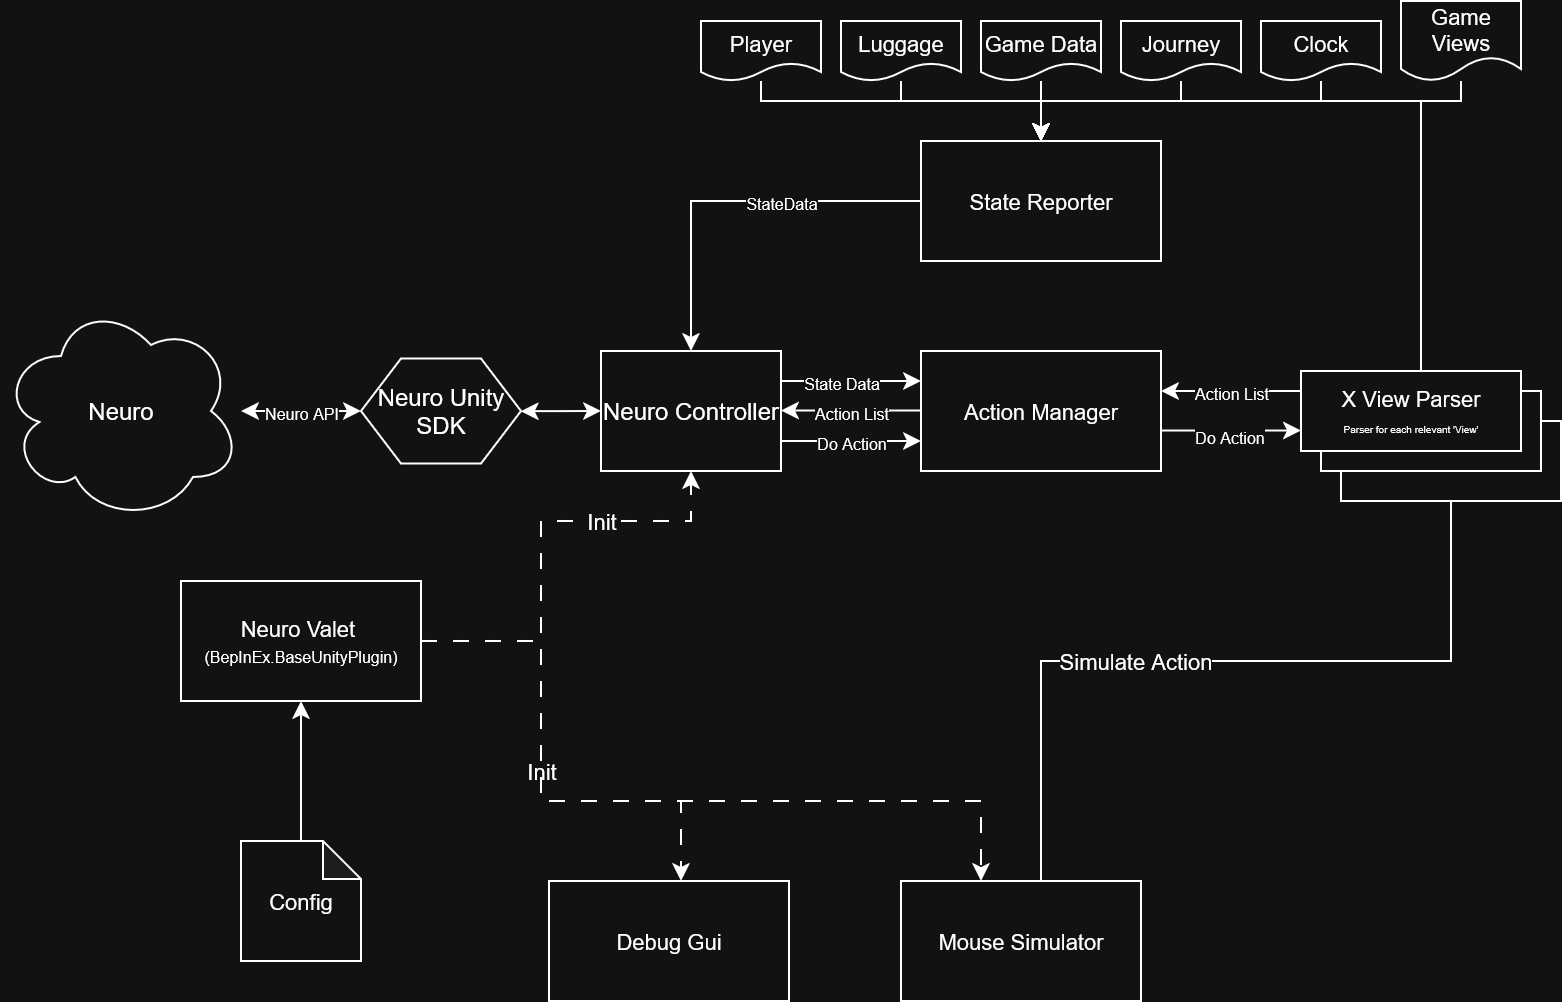 Player
Luggage
Game Data
Journey
Clock
Game
Views
State Reporter
StateData
Neuro
Neuro API
Neuro Unity
SDK
Neuro Controller
State Data
Action List
Do Action
Action Manager
Action List
Do Action
X View Parser
Parser for each relevant 'View'
Init
Neuro Valet
(BepInEx.BaseUnityPlugin)
Simulate Action
Init
Config
Debug Gui
Mouse Simulator